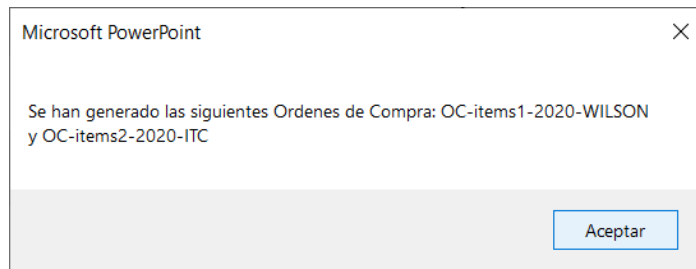 Microsoft PowerPoint
Se han generado las siguientes Ordenes de Compra: OC-items1-2020-WILSON
y OC-items2-2020-ITC
Aceptar